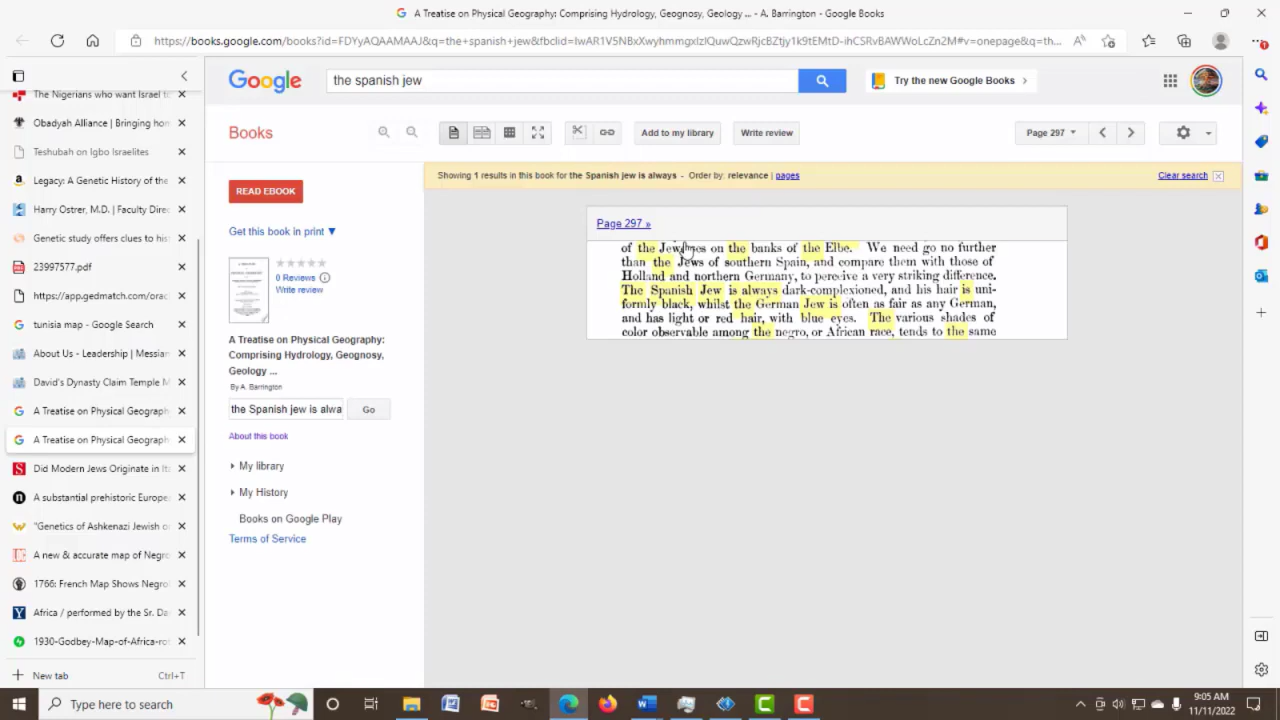 A Treatise on Physical Geography: Comprising Hydrology, Geognosy, Geology ... - A. Barrington - Google Books
https://books.google.com/books?id=FDYyAQAAMAAJ&q=the+spanish+jew&fbclid=IwAR1V5NBxXwyhmmgxIzIQuwQzwRjcBZtjy1k9tEMtD-ihCSRvBAWWoLcZn2M#v=onepage&q=th...
The Nigerians who want Israel to
Obadyah Alliance | Bringing hom
Teshubah on Igbo Israelites
Legacy: A Genetic History of the
Harry Ostrer, M.D. | Faculty Direc
Genetic study offers clues to his
23997577.pdf
https://app.gedmatch.com/orac
tunisia map - Google Search
About Us - Leadership | Messiar
David's Dynasty Claim Temple M
A Treatise on Physical Geograph
A Treatise on Physical Geograph
Did Modern Jews Originate in Ita
A substantial prehistoric Europe
"Genetics of Ashkenazi Jewish o
A new & accurate map of Negro
1766: French Map Shows Negro
Africa / performed by the Sr. Da
1930-Godbey-Map-of-Africa-rot
New tab Ctrl+T
Google
the spanish jew
Try the new Google Books
Books
Add to my library
Write review
Page 297
READ EBOOK
Get this book in print ▼
0 Reviews
Write review
A Treatise on Physical Geography:
Comprising Hydrology, Geognosy,
Geology ...
By A. Barrington
the Spanish jew is alwa Go
About this book
My library
My History
Books on Google Play
Terms of Service
Showing 1 results in this book for the Spanish jew is always - Order by: relevance | pages
Clear search
Page 297 »
of the on the banks of the Elbe. We need go no further
than the Jews of southern Spain, and compare them with those of
Holland and northern Germany, to perceive a very striking difference.
The Spanish Jew is always dark-complexioned, and his hair is uni-
formly black, whilst the German Jew is often as fair as any German,
and has light or red hair, with blue eyes. The various shades of
color observable among the negro, or African race, tends to the same
Type here to search
9:05 AM
11/11/2022